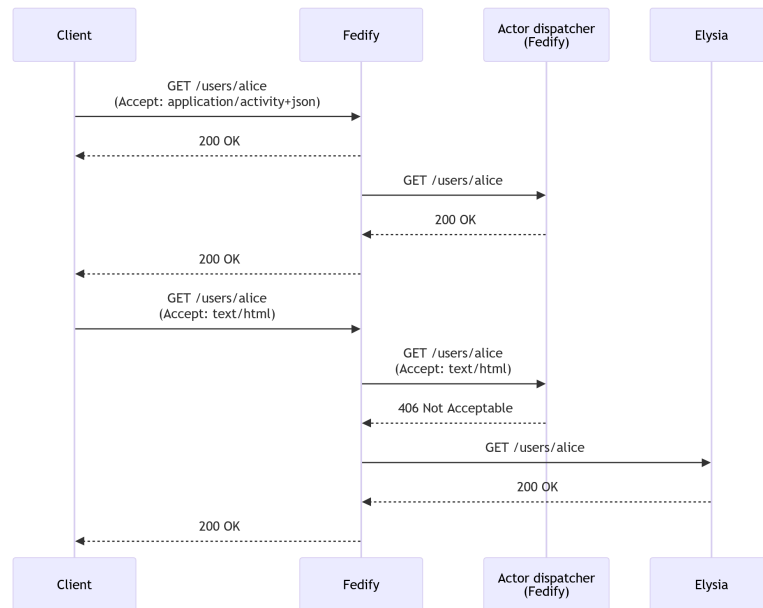 Client
Fedify
Actor dispatcher
(Fedify)
Elysia
GET /users/alice
(Accept: application/activity+json)
200 OK
GET /users/alice
200 OK
200 OK
GET /users/alice
(Accept: text/html)
GET /users/alice
(Accept: text/html)
406 Not Acceptable
GET /users/alice
200 OK
200 OK
Client
Fedify
Actor dispatcher
(Fedify)
Elysia